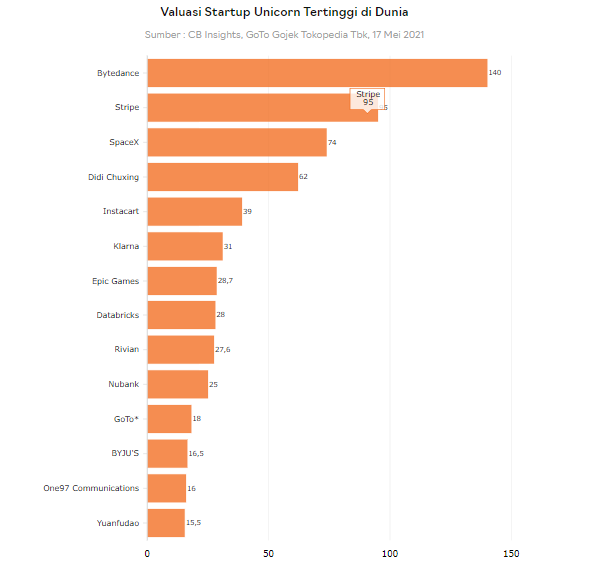 Valuasi Startup Unicorn Tertinggi di Dunia
Sumber : CB Insights, GoTo Gojek Tokopedia Tbk, 17 Mei 2021
Bytedance 140
Stripe
95
Stripe 5
SpaceX 74
Didi Chuxing 62
Instacart 39
Klarna 31
Epic Games 28,7
Databricks 28
Rivian 27,6
Nubank 25
GoTo* 18
BYJU'S 16,5
One97 Communications 16
Yuanfudao 15,5
0 50 100 150